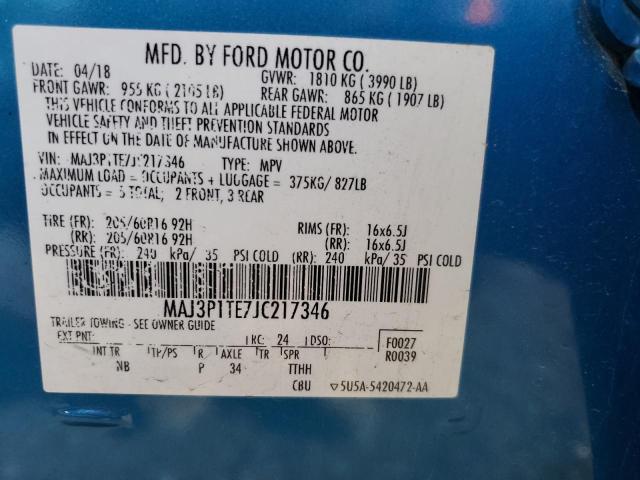 MFD. BY FORD MOTOR CO.
DATE: 04/18 GVWR: 1810 KG ( 3990 LB)
FRONT GAWR: 955 KG ( 2105 LB) REAR GAWR: 865 KG ( 1907 LB)
THIS VEHICLE CONFORMS TO ALL APPLICABLE FEDERAL MOTOR
VEHICLE SAFETY AND THEFT PREVENTION STANDARDS
IN EFFECT ON THE DATE OF MANUFACTURE SHOWN ABOVE.
VIN: MAJ3P1TE7JC217346 TYPE: MPV
MAXIMUM LOAD = OCCUPANTS + LUGGAGE = 375KG/ 827LB
OCCUPANTS = 5 TOTAL; 2 FRONT, 3 REAR
TIRE (FR): 205/60R16 92H RIMS (FR): 16x6.5J
(RR): 205/60R16 92H (RR): 16x6.5J
PRESSURE (FR): 240 kPa/ 35 PSI COLD (RR): 240 kPa/ 35 PSI COLD
MAJ3P1TE7JC217346
TRAILER TOWING - SEE OWNER GUIDE
EXT PNT: RC: 24 DSO: F0027
R0039
INT TR TP/PS R AXLE TR SPR
NB P 34 TTHH
CBU ▽5U5A-5420472-AA